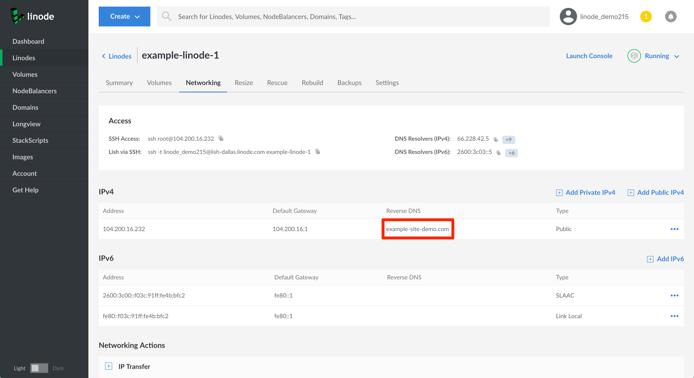 linode
Create
Search for Linodes, Volumes, NodeBalancers, Domains, Tags...
linode_demo215
1
Dashboard
Linodes
Volumes
NodeBalancers
Domains
Longview
StackScripts
Images
Account
Get Help
Light
Dark
Linodes
example-linode-1
Launch Console
Running
Summary Volumes Networking Resize Rescue Rebuild Backups Settings
Access
SSH Access: ssh root@104.200.16.232
DNS Resolvers (IPv4): 66.228.42.5 +9
Lish via SSH: ssh -t linode_demo215@lish-dallas.linode.com example-linode-1
DNS Resolvers (IPv6): 2600:3c03::5 +6
IPv4
Add Private IPv4 Add Public IPv4
Address Default Gateway Reverse DNS Type
104.200.16.232 104.200.16.1 example-site-demo.com Public
IPv6
Add IPv6
Address Default Gateway Reverse DNS Type
2600:3c00::f03c:91ff:fe4b:bfc2 fe80::1 SLAAC
fe80::f03c:91ff:fe4b:bfc2 fe80::1 Link Local
Networking Actions
IP Transfer